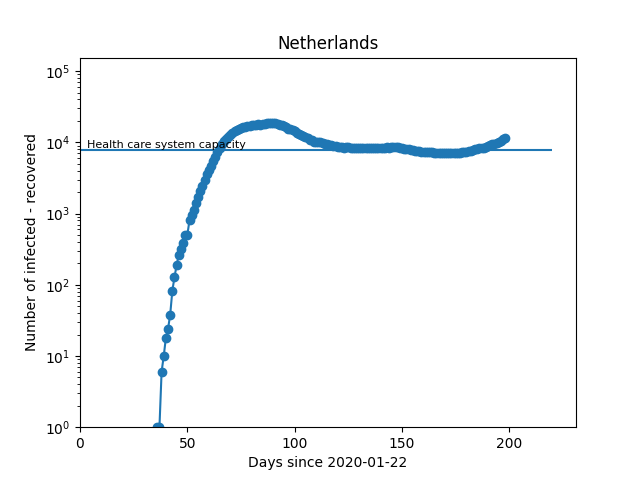 Netherlands
10^5
Health care system capacity
10^4
10^3
10^2
10^1
10^0
Number of infected - recovered
0 50 100 150 200
Days since 2020-01-22